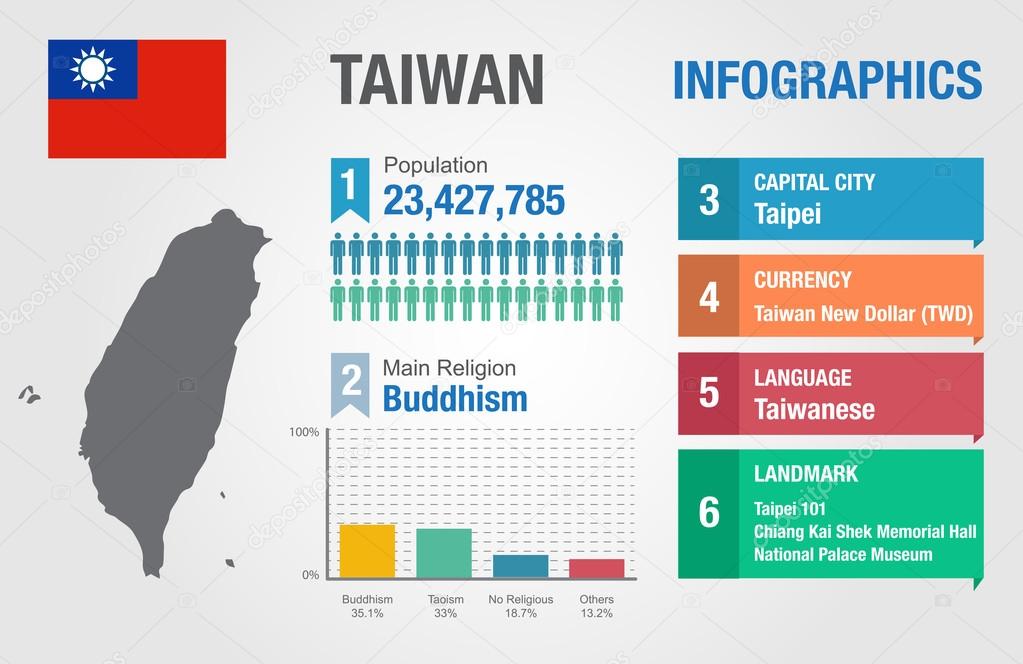 TAIWAN
INFOGRAPHICS
1
Population
23,427,785
2
Main Religion
Buddhism
100%
0%
Buddhism
35.1%
Taoism
33%
No Religious
18.7%
Others
13.2%
3
CAPITAL CITY
Taipei
4
CURRENCY
Taiwan New Dollar (TWD)
5
LANGUAGE
Taiwanese
6
LANDMARK
Taipei 101
Chiang Kai Shek Memorial Hall
National Palace Museum
depositphotos